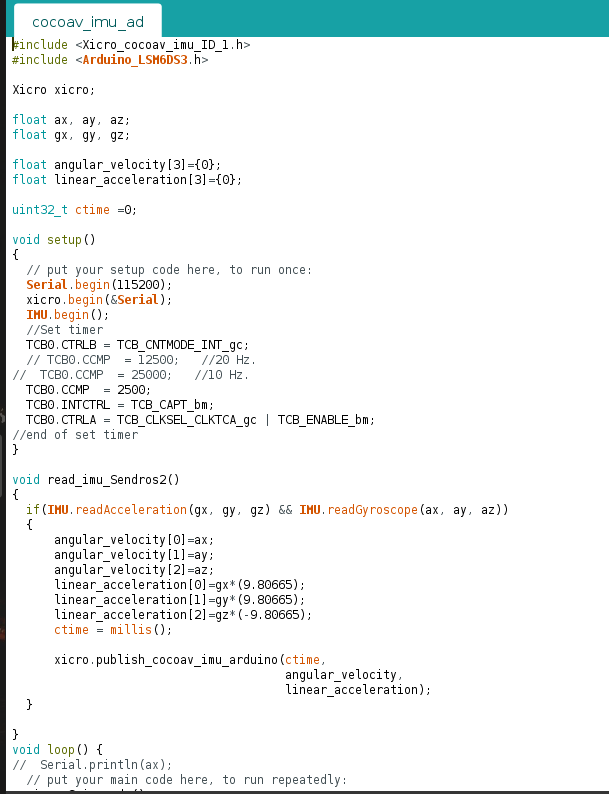 cocoav_imu_ad
#include <Xicro_cocoav_imu_ID_1.h>
#include <Arduino_LSM6DS3.h>
Xicro xicro;
float ax, ay, az;
float gx, gy, gz;
float angular_velocity[3]={0};
float linear_acceleration[3]={0};
uint32_t ctime =0;
void setup()
{
// put your setup code here, to run once:
Serial.begin(115200);
xicro.begin(&Serial);
IMU.begin();
//Set timer
TCB0.CTRLB = TCB_CNTMODE_INT_gc;
// TCB0.CCMP = 12500; //20 Hz.
// TCB0.CCMP = 25000; //10 Hz.
TCB0.CCMP = 2500;
TCB0.INTCTRL = TCB_CAPT_bm;
TCB0.CTRLA = TCB_CLKSEL_CLKTCA_gc | TCB_ENABLE_bm;
//end of set timer
}
void read_imu_Sendros2()
{
if(IMU.readAcceleration(gx, gy, gz) && IMU.readGyroscope(ax, ay, az))
{
angular_velocity[0]=ax;
angular_velocity[1]=ay;
angular_velocity[2]=az;
linear_acceleration[0]=gx*(9.80665);
linear_acceleration[1]=gy*(9.80665);
linear_acceleration[2]=gz*(-9.80665);
ctime = millis();
xicro.publish_cocoav_imu_arduino(ctime,
angular_velocity,
linear_acceleration);
}
}
void loop() {
// Serial.println(ax);
// put your main code here, to run repeatedly: